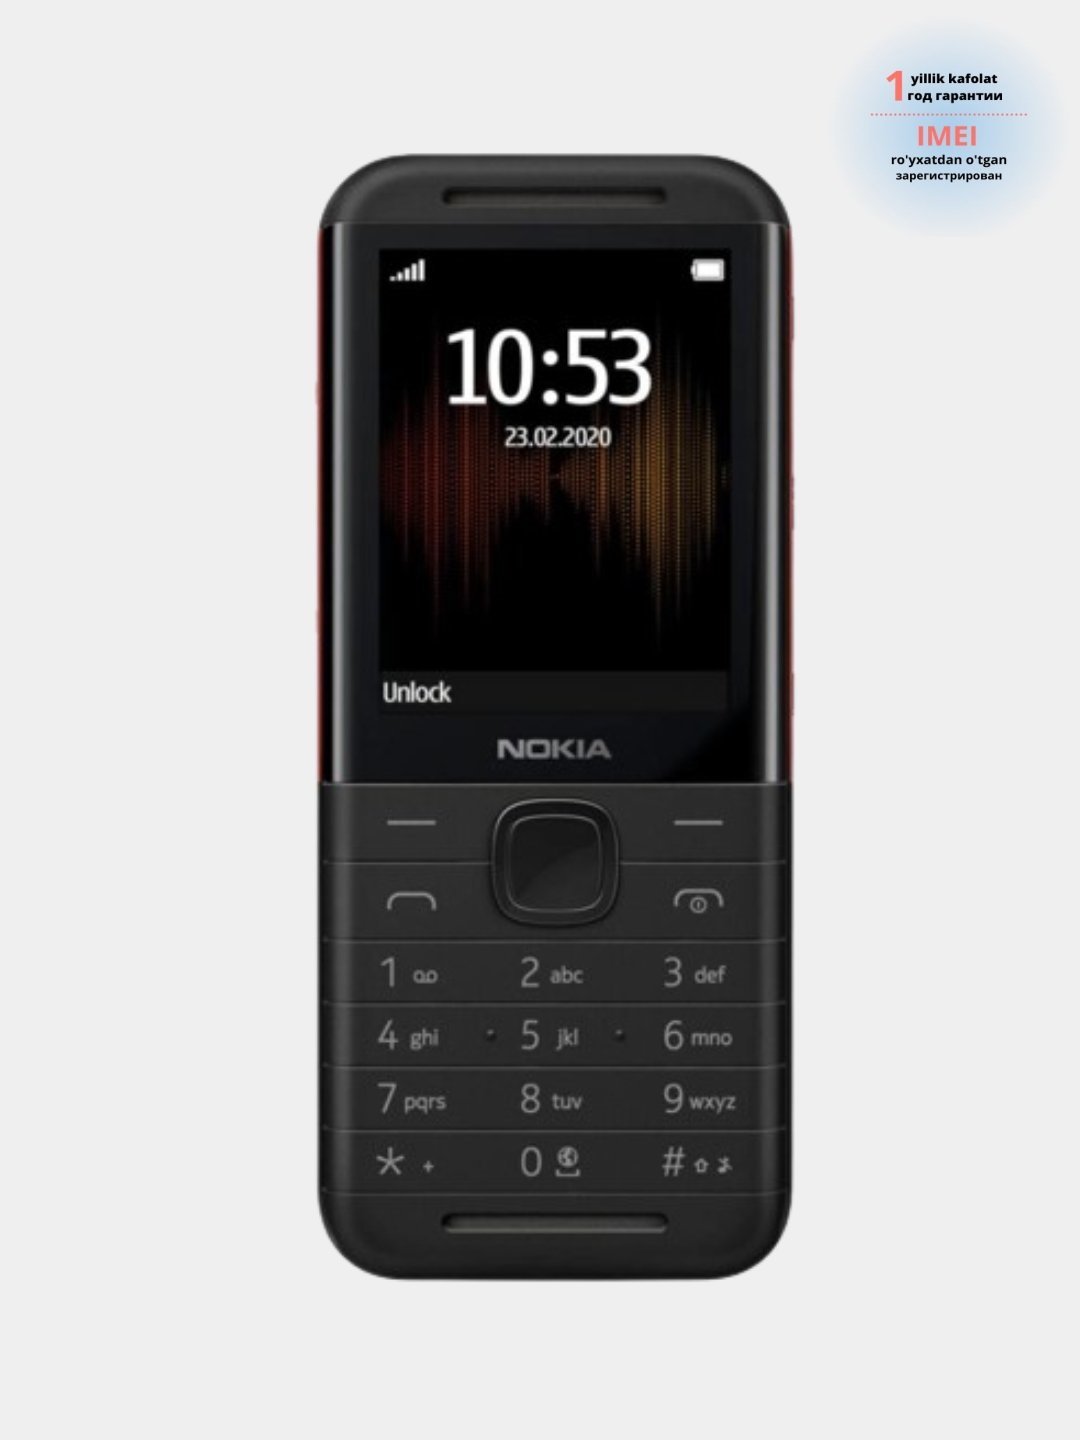 1 yillik kafolat
год гарантии
IMEI
ro'yxatdan o'tgan
зарегистрирован
10:53
23.02.2020
Unlock
NOKIA
1
2 abc
3 def
4 ghi
5 jkl
6 mno
7 pqrs
8 tuv
9 wxyz
* +
0
#